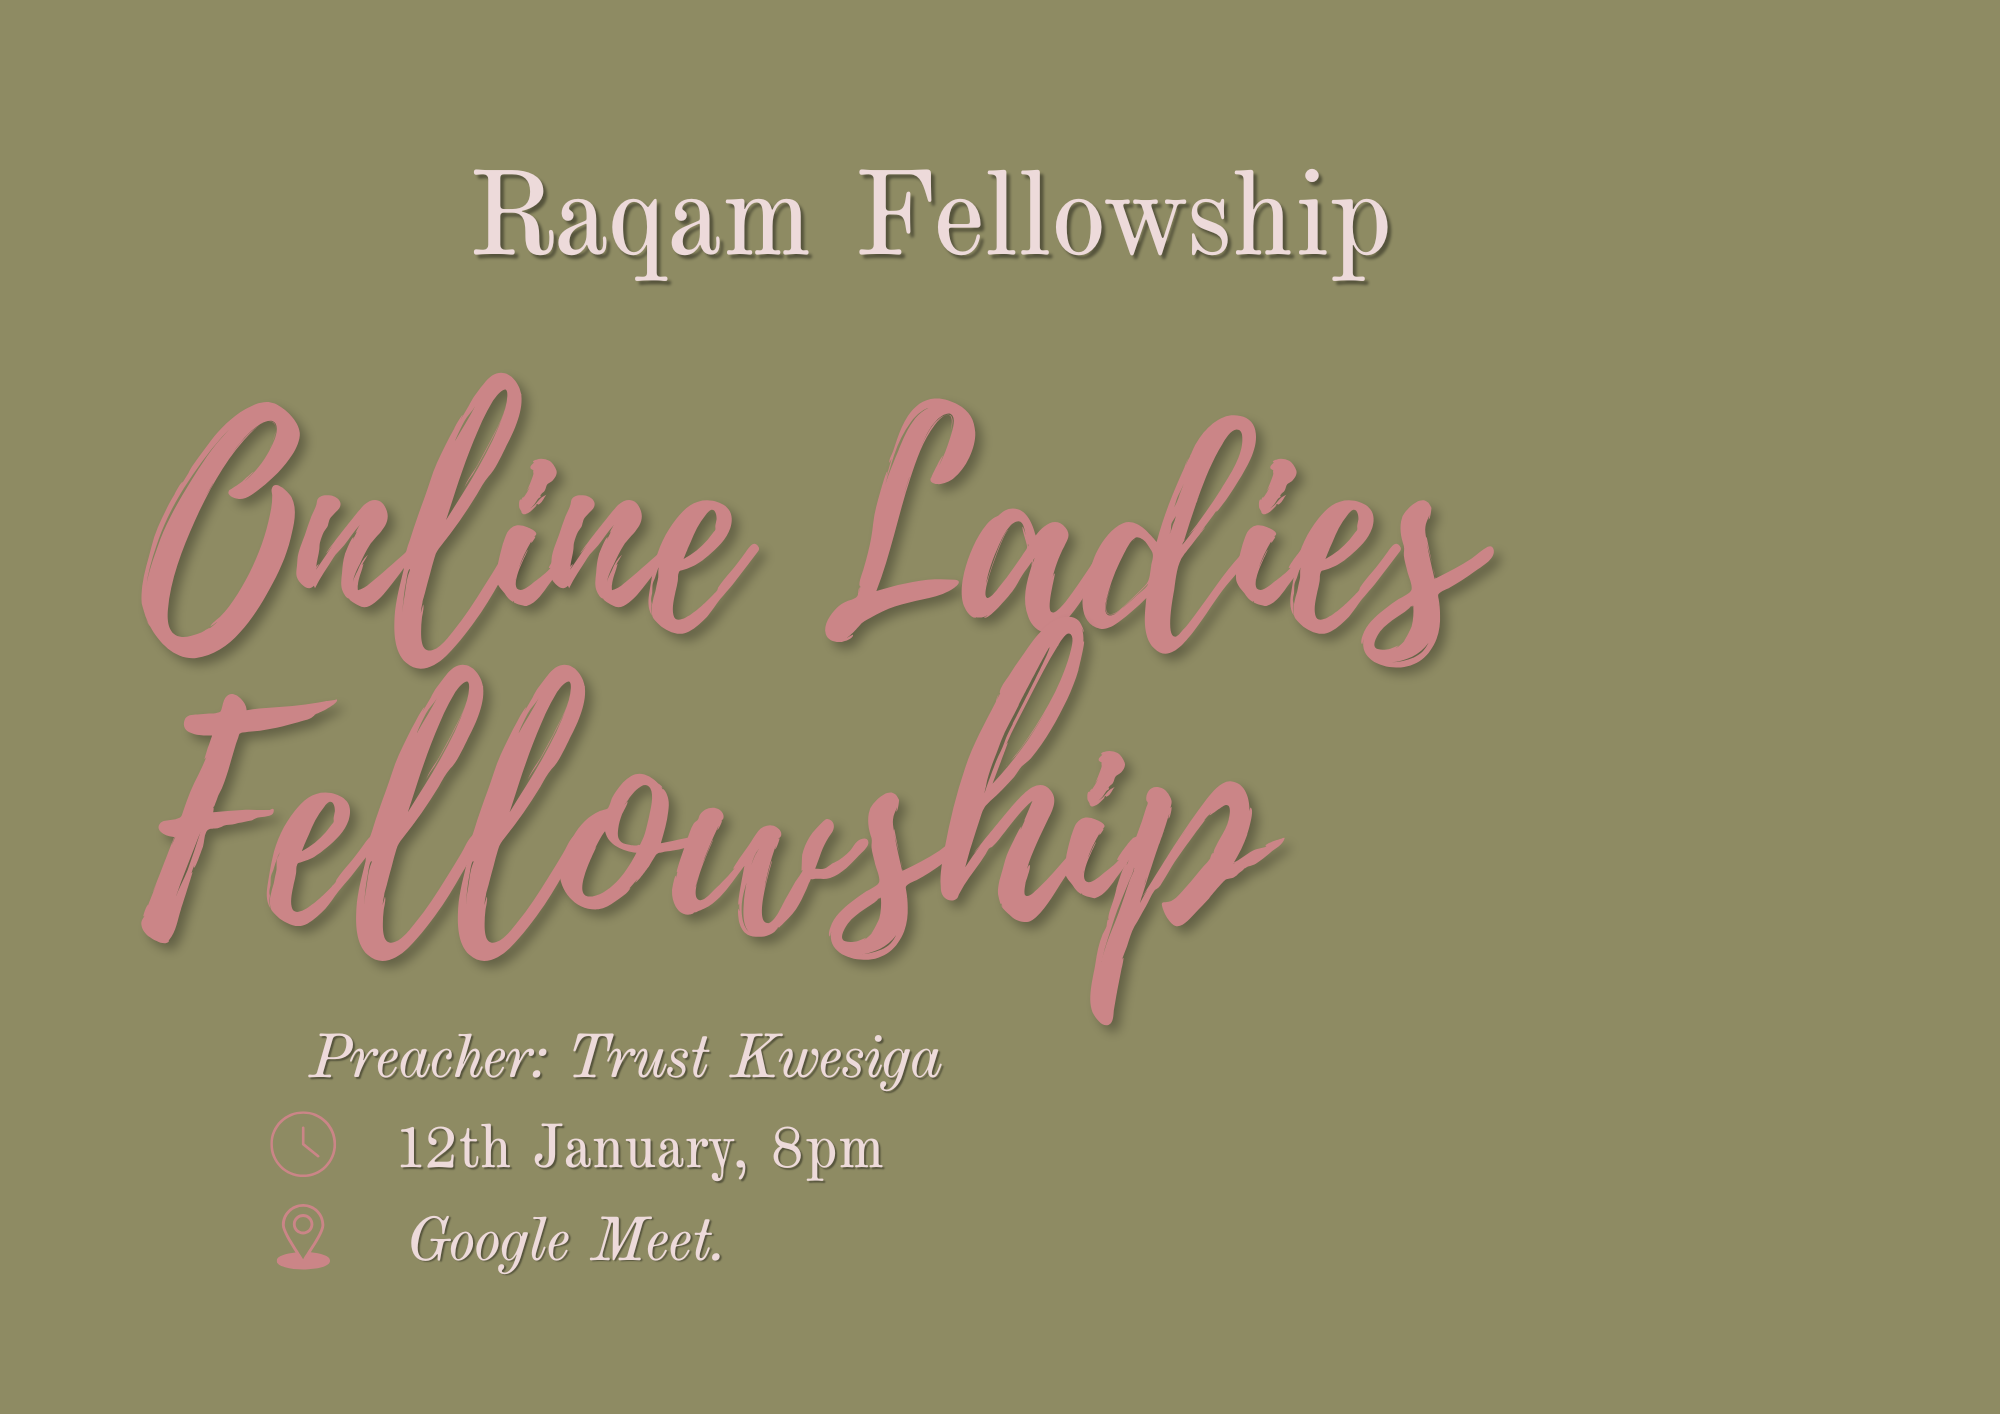 Raqam Fellowship
Online Ladies
Fellowship
Preacher: Trust Kwesiga
12th January, 8pm
Google Meet.